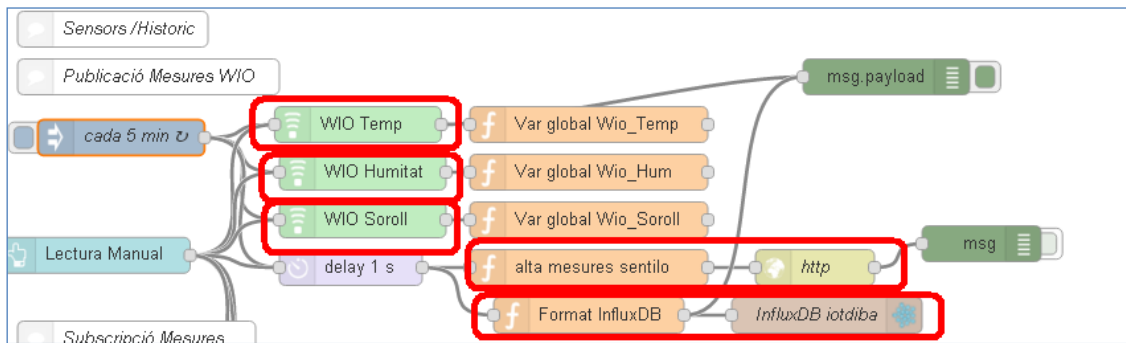 Sensors /Historic
Publicació Mesures WIO
msg.payload
WIO Temp
Var global Wio_Temp
cada 5 min ↻
WIO Humitat
Var global Wio_Hum
WIO Soroll
Var global Wio_Soroll
msg
Lectura Manual
delay 1 s
alta mesures sentilo
http
Format InfluxDB
InfluxDB iotdiba
Subscripció Mesures